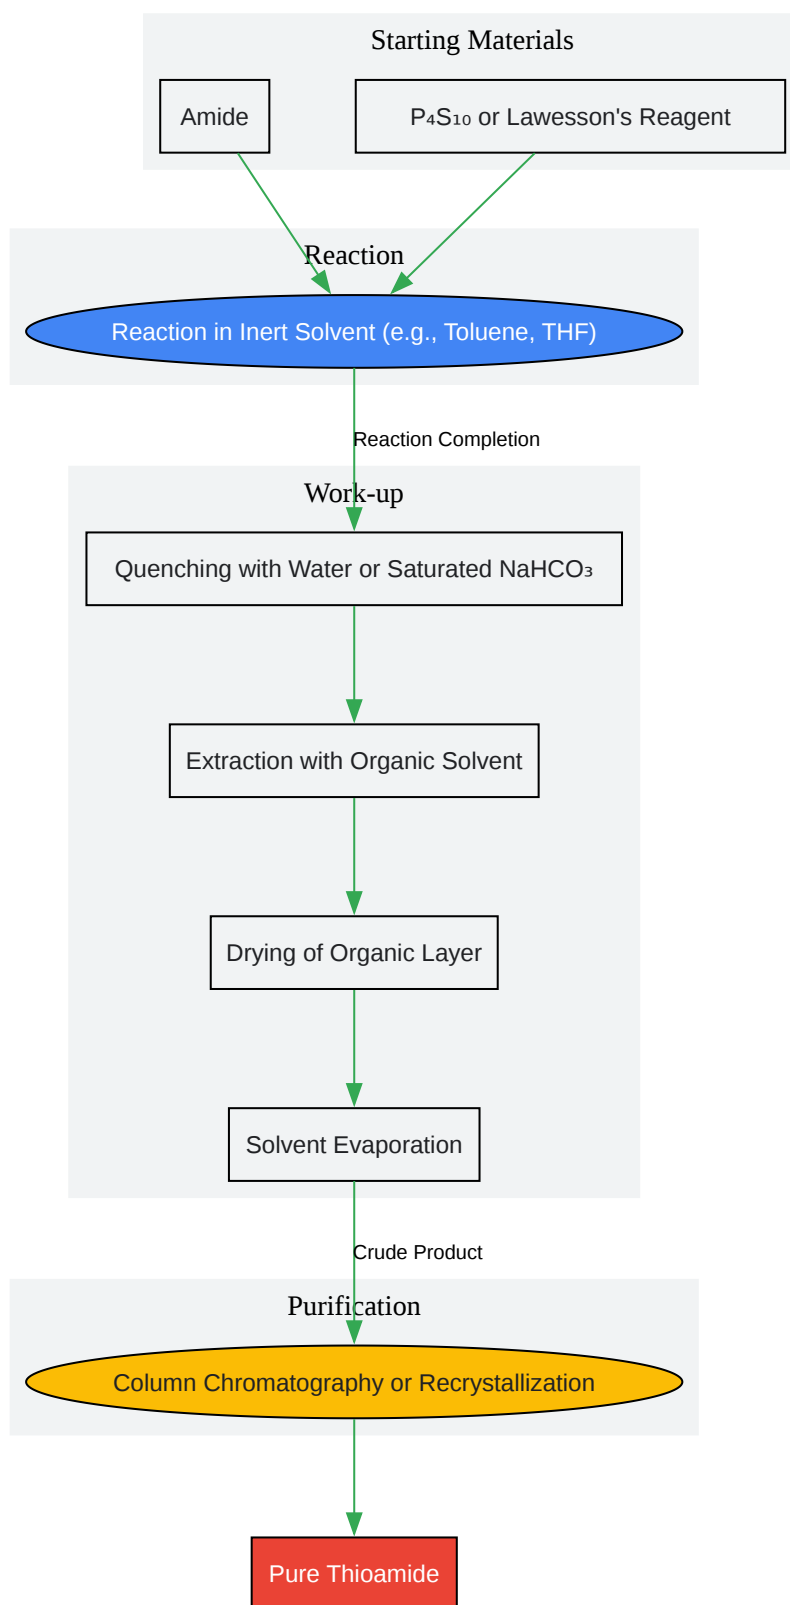 Starting Materials
Amide
P₄S₁₀ or Lawesson's Reagent
Reaction
Reaction in Inert Solvent (e.g., Toluene, THF)
Reaction Completion
Work-up
Quenching with Water or Saturated NaHCO₃
Extraction with Organic Solvent
Drying of Organic Layer
Solvent Evaporation
Crude Product
Purification
Column Chromatography or Recrystallization
Pure Thioamide